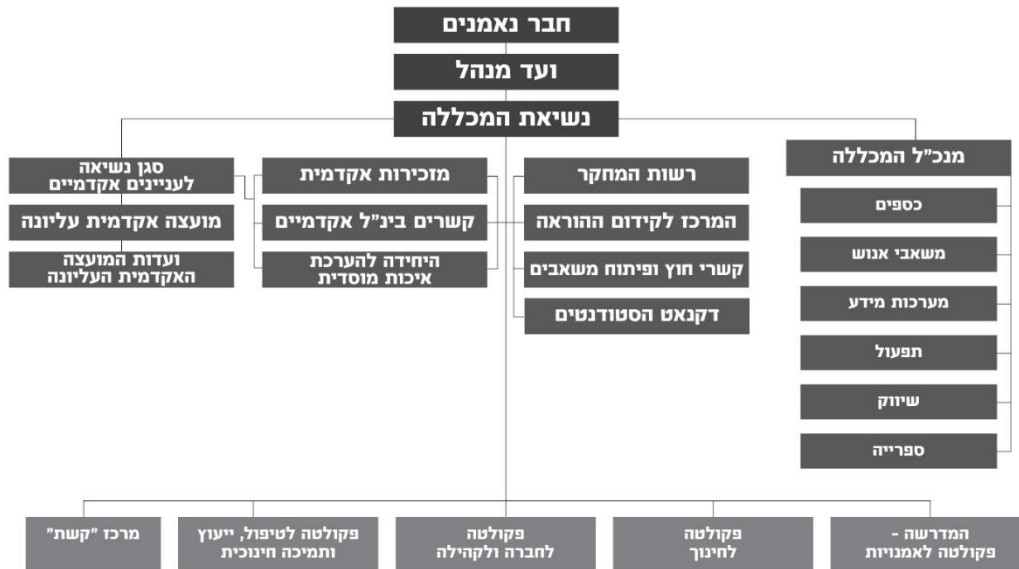 חבר נאמנים
ועד מנהל
נשיאת המכללה
מנכ"ל המכללה
כספים
משאבי אנוש
מערכות מידע
תפעול
שיווק
ספרייה
רשות המחקר
המרכז לקידום ההוראה
קשרי חוץ ופיתוח משאבים
דקנאט הסטודנטים
מזכירות אקדמית
קשרים בינ"ל אקדמיים
היחידה להערכת
איכות מוסדית
סגן נשיאה
לעניינים אקדמיים
מועצה אקדמית עליונה
ועדות המועצה
האקדמית העליונה
המדרשה -
פקולטה לאמנויות
פקולטה
לחינוך
פקולטה
לחברה ולקהילה
פקולטה לטיפול, ייעוץ
ותמיכה חינוכית
מרכז "קשת"